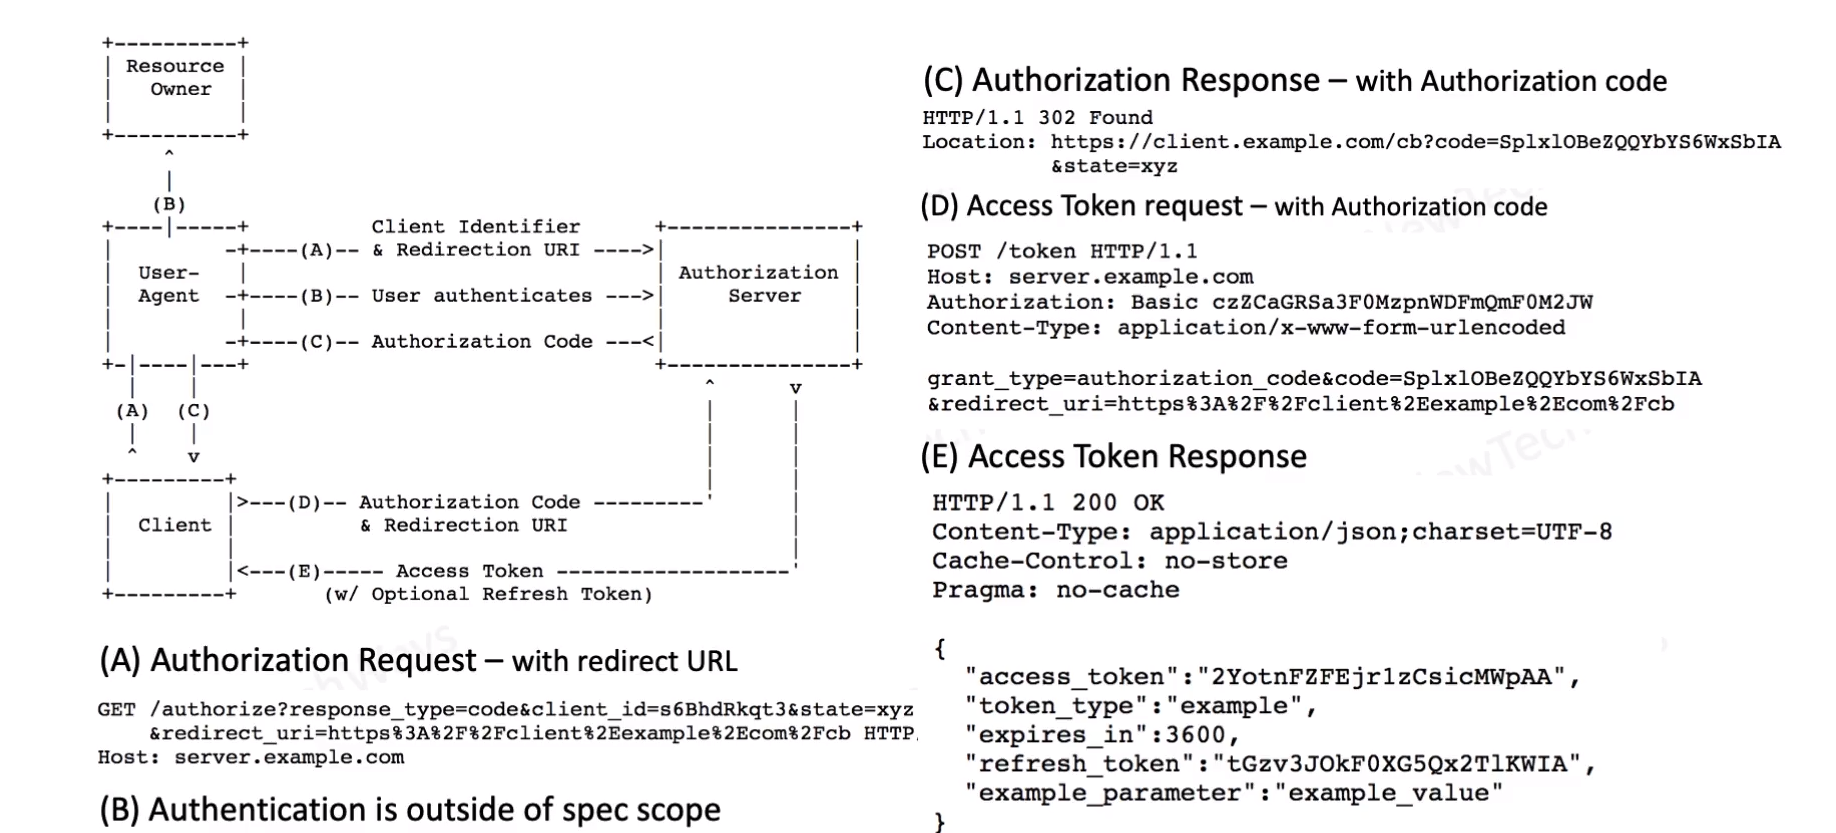 +----------+
| Resource |
|   Owner  |
|          |
+----------+
     ^
     |
    (B)
+----|-----+          Client Identifier      +---------------+
|         -+----(A)-- & Redirection URI ---->|               |
|  User-   |                                 | Authorization |
|  Agent  -+----(B)-- User authenticates --->|     Server    |
|          |                                 |               |
|         -+----(C)-- Authorization Code ---<|               |
+-|----|---+                                 +---------------+
  |    |                                         ^      v
 (A)  (C)                                        |      |
  |    |                                         |      |
  ^    v                                         |      |
+---------+                                      |      |
|         |>---(D)-- Authorization Code ---------'      |
|  Client |          & Redirection URI                  |
|         |                                             |
|         |<---(E)----- Access Token -------------------'
+---------+       (w/ Optional Refresh Token)
(A) Authorization Request – with redirect URL
GET /authorize?response_type=code&client_id=s6BhdRkqt3&state=xyz
&redirect_uri=https%3A%2F%2Fclient%2Eexample%2Ecom%2Fcb HTTP
Host: server.example.com
(B) Authentication is outside of spec scope
(C) Authorization Response – with Authorization code
HTTP/1.1 302 Found
Location: https://client.example.com/cb?code=SplxlOBeZQQYbYS6WxSbIA
&state=xyz
(D) Access Token request – with Authorization code
POST /token HTTP/1.1
Host: server.example.com
Authorization: Basic czZCaGRSa3F0MzpnWDFmQmF0M2JW
Content-Type: application/x-www-form-urlencoded
grant_type=authorization_code&code=SplxlOBeZQQYbYS6WxSbIA
&redirect_uri=https%3A%2F%2Fclient%2Eexample%2Ecom%2Fcb
(E) Access Token Response
HTTP/1.1 200 OK
Content-Type: application/json;charset=UTF-8
Cache-Control: no-store
Pragma: no-cache
{
"access_token":"2YotnFZFEjr1zCsicMWpAA",
"token_type":"example",
"expires_in":3600,
"refresh_token":"tGzv3JOkF0XG5Qx2TlKWIA",
"example_parameter":"example_value"
}